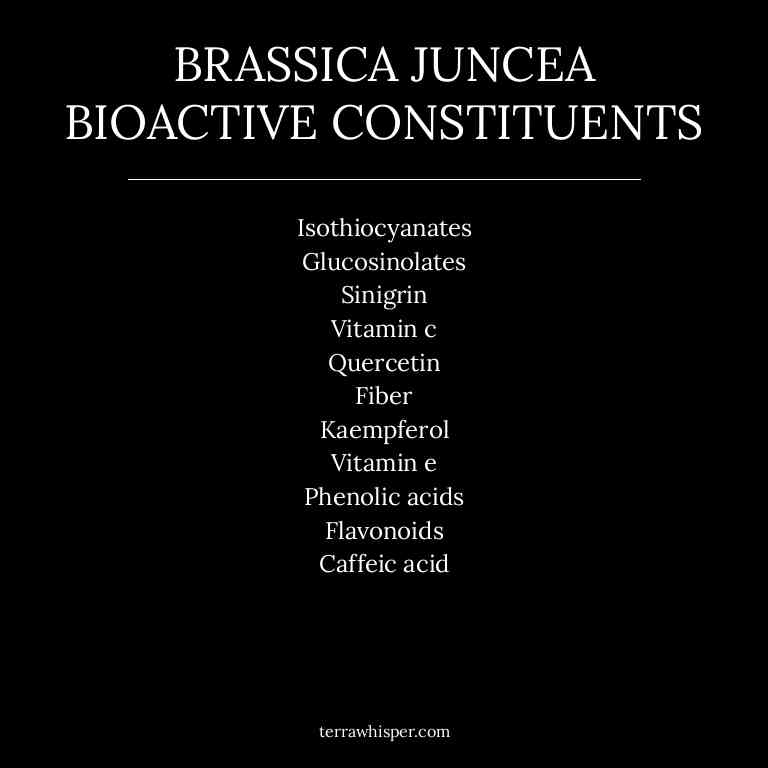 BRASSICA JUNCEA
BIOACTIVE CONSTITUENTS
Isothiocyanates
Glucosinolates
Sinigrin
Vitamin c
Quercetin
Fiber
Kaempferol
Vitamin e
Phenolic acids
Flavonoids
Caffeic acid
terrawhisper.com